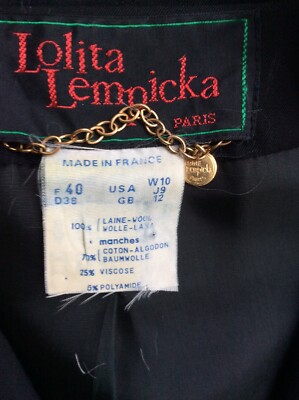 Lolita
Lempicka
PARIS
MADE IN FRANCE
F 40 USA W10
J9
D38 GB 12
100% LAINE-WOOL
WOLLE-LANA
+ manches
COTON-ALGODON
70% BAUMWOLLE
25% VISCOSE
5% POLYAMIDE